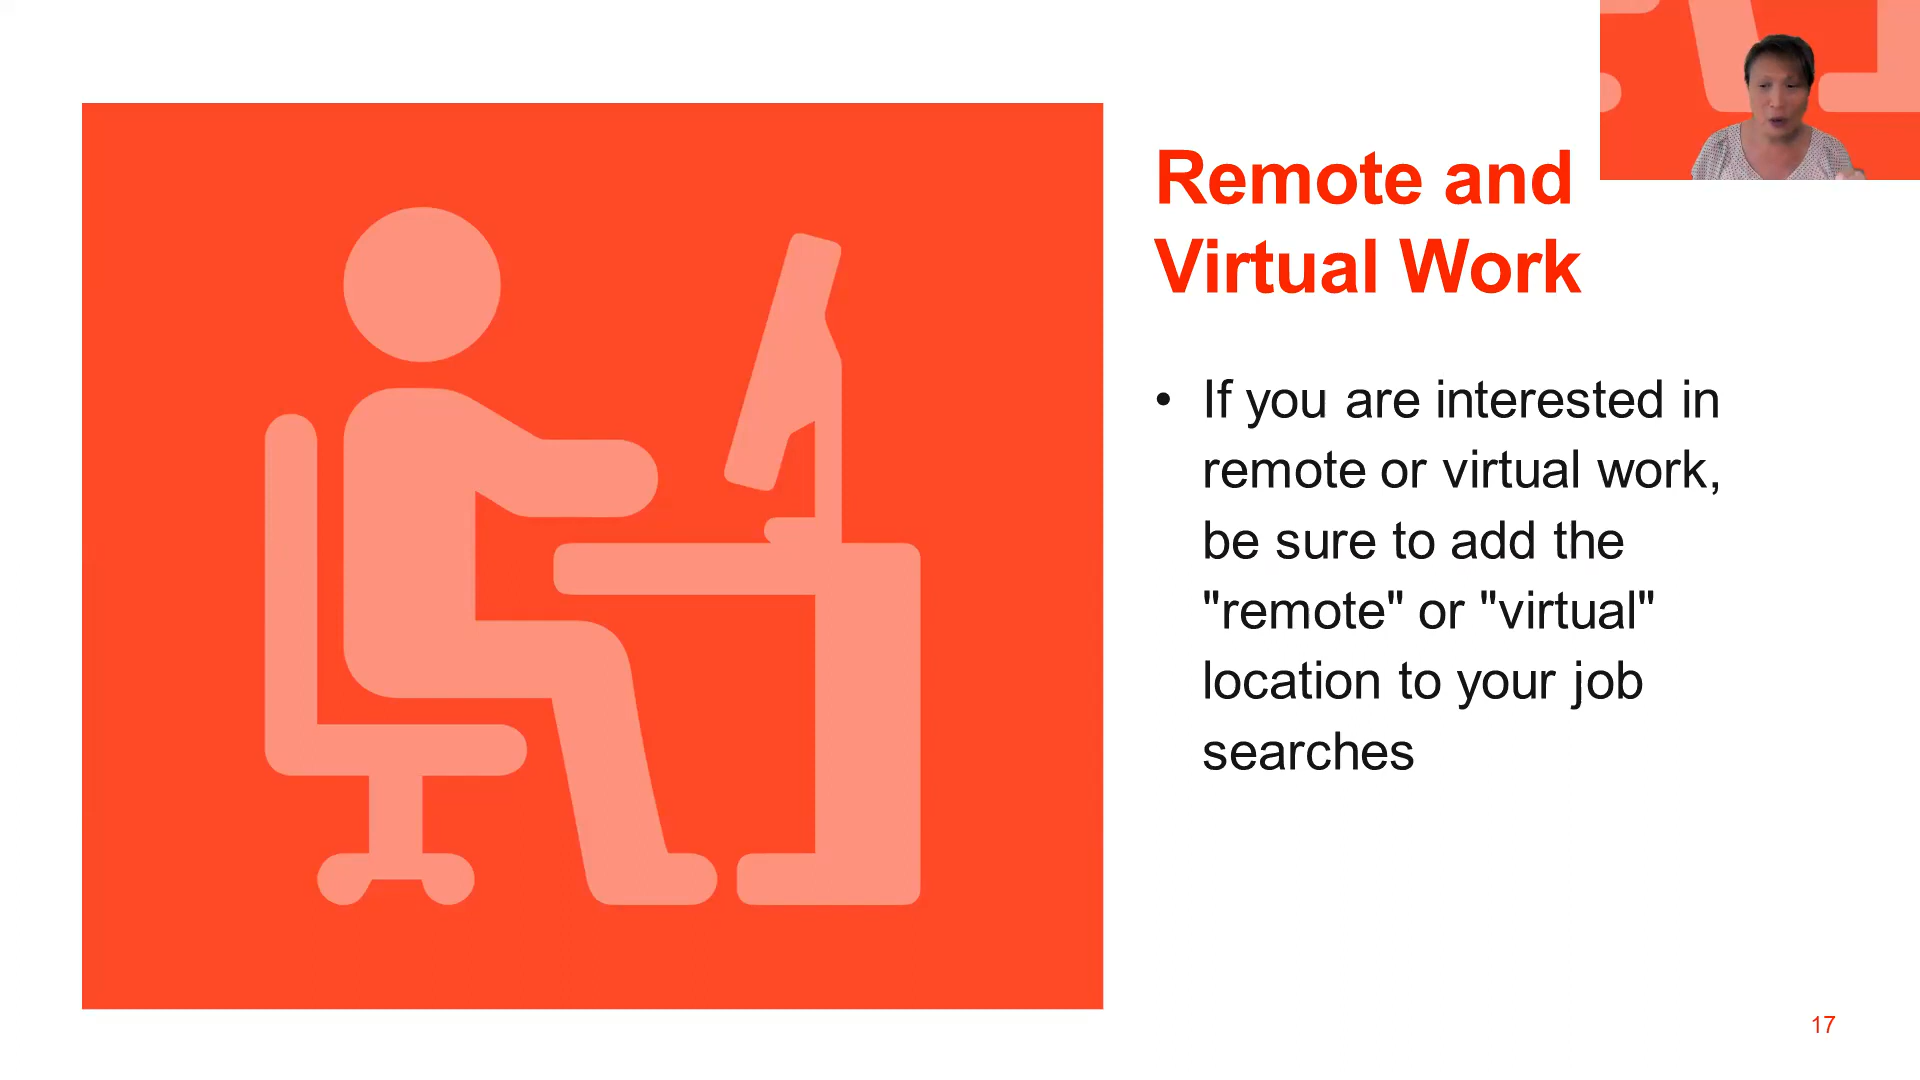 Remote and
Virtual Work
• If you are interested in
remote or virtual work,
be sure to add the
"remote" or "virtual"
location to your job
searches
17